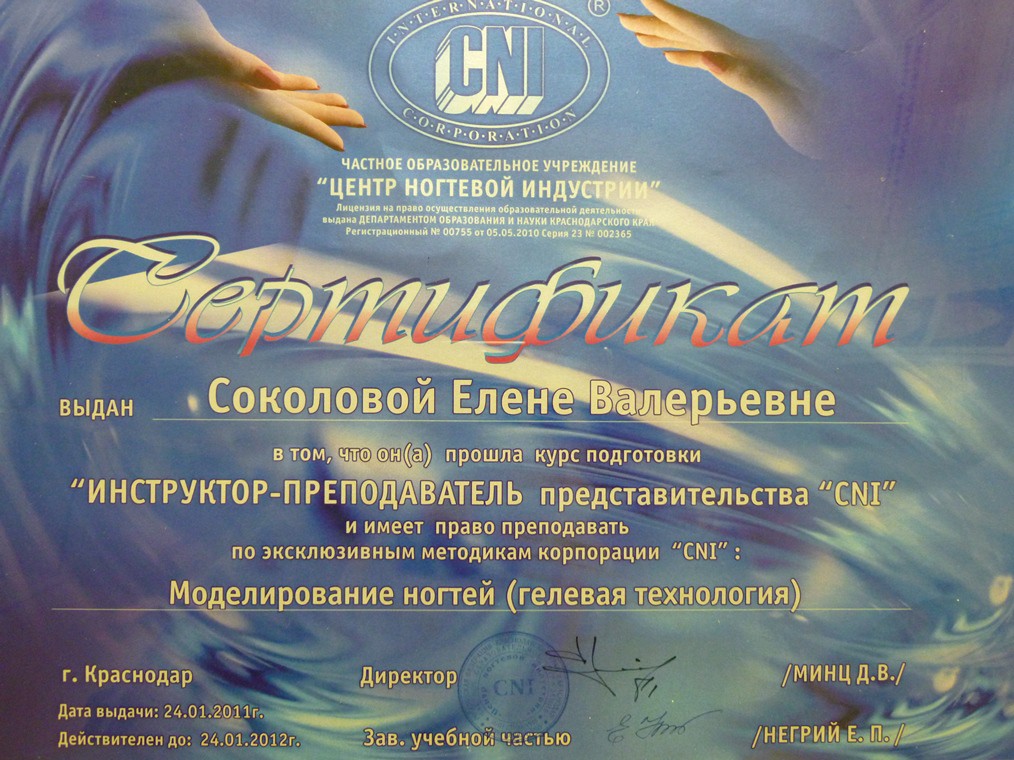 INTERNATIONAL
CNI
CORPORATION
®
ЧАСТНОЕ ОБРАЗОВАТЕЛЬНОЕ УЧРЕЖДЕНИЕ
“ЦЕНТР НОГТЕВОЙ ИНДУСТРИИ”
Лицензия на право осуществления образовательной деятельности
выдана ДЕПАРТАМЕНТОМ ОБРАЗОВАНИЯ И НАУКИ КРАСНОДАРСКОГО КРАЯ
Регистрационный № 00755 от 05.05.2010 Серия 23 № 002365
Сертификат
ВЫДАН Соколовой Елене Валерьевне
в том, что он(а) прошла курс подготовки
“ИНСТРУКТОР-ПРЕПОДАВАТЕЛЬ представительства “CNI”
и имеет право преподавать
по эксклюзивным методикам корпорации “CNI” :
Моделирование ногтей (гелевая технология)
г. Краснодар Директор /МИНЦ Д.В./
CNI
Дата выдачи: 24.01.2011г.
Действителен до: 24.01.2012г. Зав. учебной частью /НЕГРИЙ Е. П. /